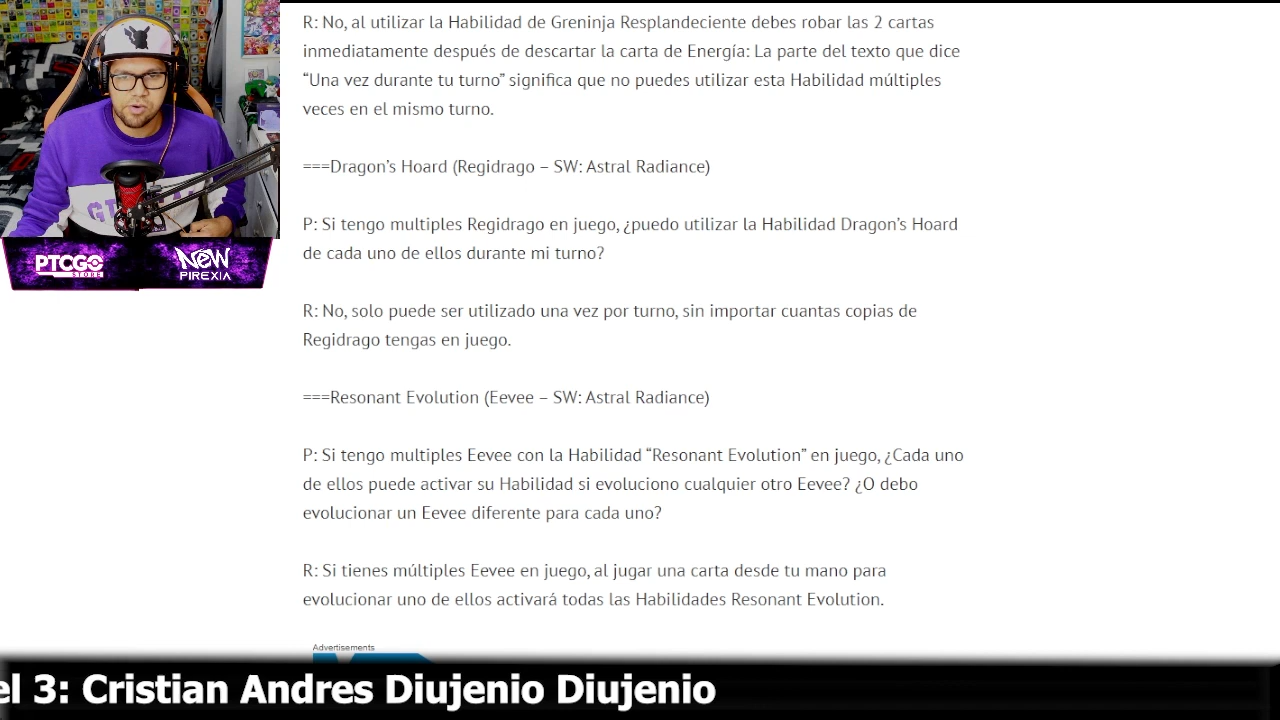 R: No, al utilizar la Habilidad de Greninja Resplandeciente debes robar las 2 cartas
inmediatamente después de descartar la carta de Energía: La parte del texto que dice
“Una vez durante tu turno” significa que no puedes utilizar esta Habilidad múltiples
veces en el mismo turno.
===Dragon’s Hoard (Regidrago – SW: Astral Radiance)
P: Si tengo multiples Regidrago en juego, ¿puedo utilizar la Habilidad Dragon’s Hoard
de cada uno de ellos durante mi turno?
R: No, solo puede ser utilizado una vez por turno, sin importar cuantas copias de
Regidrago tengas en juego.
===Resonant Evolution (Eevee – SW: Astral Radiance)
P: Si tengo multiples Eevee con la Habilidad “Resonant Evolution” en juego, ¿Cada uno
de ellos puede activar su Habilidad si evoluciono cualquier otro Eevee? ¿O debo
evolucionar un Eevee diferente para cada uno?
R: Si tienes múltiples Eevee en juego, al jugar una carta desde tu mano para
evolucionar uno de ellos activará todas las Habilidades Resonant Evolution.
Advertisements
PTCGO
STORE
NEW
PIREXIA
el 3: Cristian Andres Diujenio Diujenio